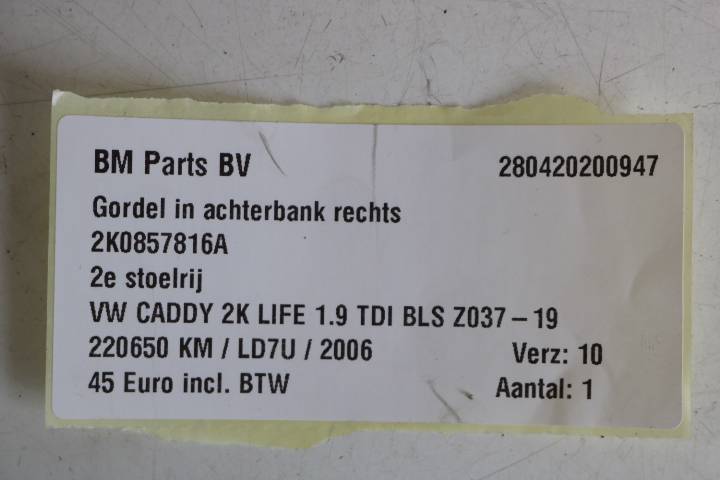 BM Parts BV 280420200947
Gordel in achterbank rechts
2K0857816A
2e stoelrij
VW CADDY 2K LIFE 1.9 TDI BLS Z037 – 19
220650 KM / LD7U / 2006 Verz: 10
45 Euro incl. BTW Aantal: 1